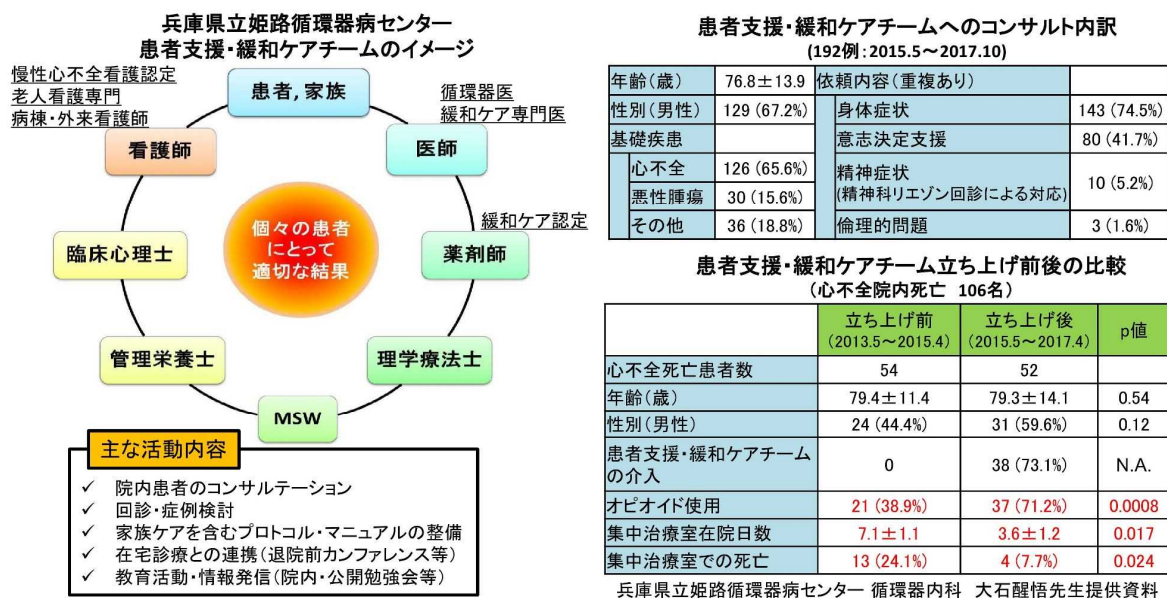 兵庫県立姫路循環器病センター
患者支援・緩和ケアチームのイメージ
慢性心不全看護認定
老人看護専門
病棟・外来看護師
患者,家族
循環器医
緩和ケア専門医
看護師
医師
個々の患者
にとって
適切な結果
緩和ケア認定
臨床心理士
薬剤師
管理栄養士
理学療法士
MSW
主な活動内容
✓ 院内患者のコンサルテーション
✓ 回診・症例検討
✓ 家族ケアを含むプロトコル・マニュアルの整備
✓ 在宅診療との連携(退院前カンファレンス等)
✓ 教育活動・情報発信(院内・公開勉強会等)
患者支援・緩和ケアチームへのコンサルト内訳
(192例:2015.5~2017.10)
年齢(歳) 76.8±13.9 依頼内容(重複あり)
性別(男性) 129 (67.2%) 身体症状 143 (74.5%)
基礎疾患 意志決定支援 80 (41.7%)
心不全 126 (65.6%) 精神症状
(精神科リエゾン回診による対応) 10 (5.2%)
悪性腫瘍 30 (15.6%)
その他 36 (18.8%) 倫理的問題 3 (1.6%)
患者支援・緩和ケアチーム立ち上げ前後の比較
(心不全院内死亡 106名)
立ち上げ前 立ち上げ後 p値
(2013.5~2015.4) (2015.5~2017.4)
心不全死亡患者数 54 52
年齢(歳) 79.4±11.4 79.3±14.1 0.54
性別(男性) 24 (44.4%) 31 (59.6%) 0.12
患者支援・緩和ケアチーム
の介入 0 38 (73.1%) N.A.
オピオイド使用 21 (38.9%) 37 (71.2%) 0.0008
集中治療室在院日数 7.1±1.1 3.6±1.2 0.017
集中治療室での死亡 13 (24.1%) 4 (7.7%) 0.024
兵庫県立姫路循環器病センター 循環器内科 大石醒悟先生提供資料